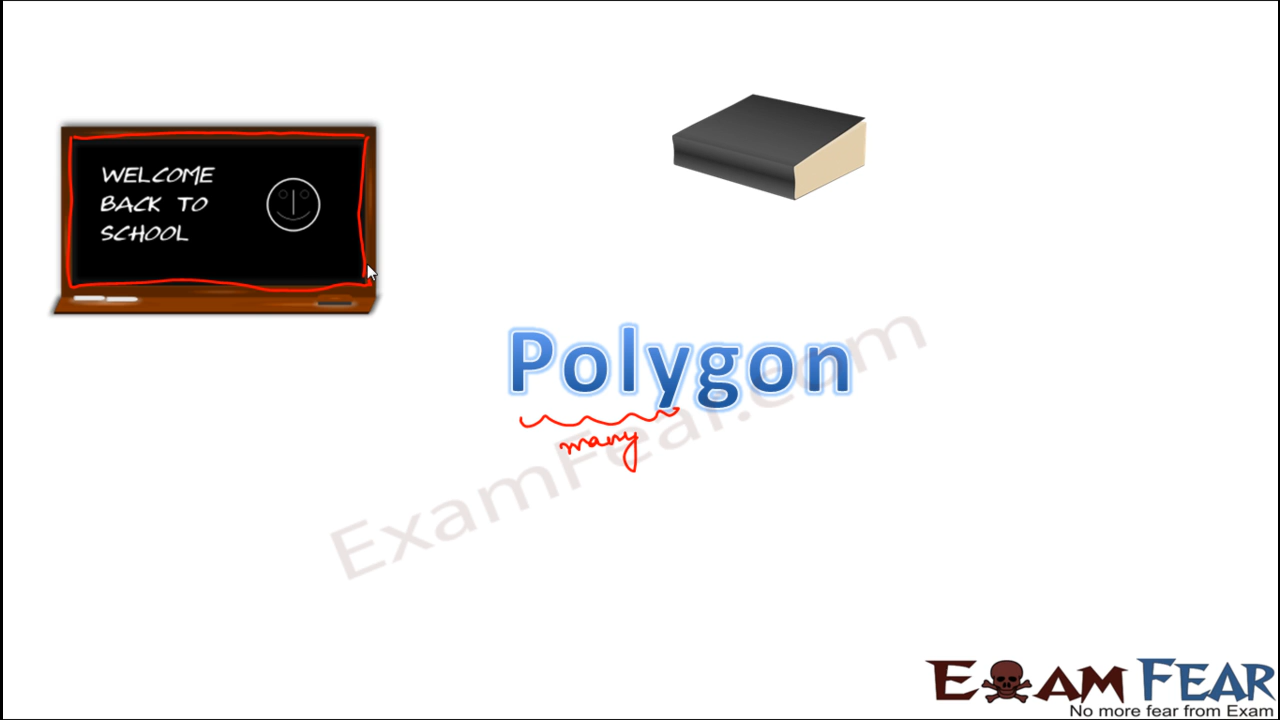 WELCOME
BACK TO
SCHOOL
Polygon
many
ExamFear.com
EXAM FEAR
No more fear from Exam